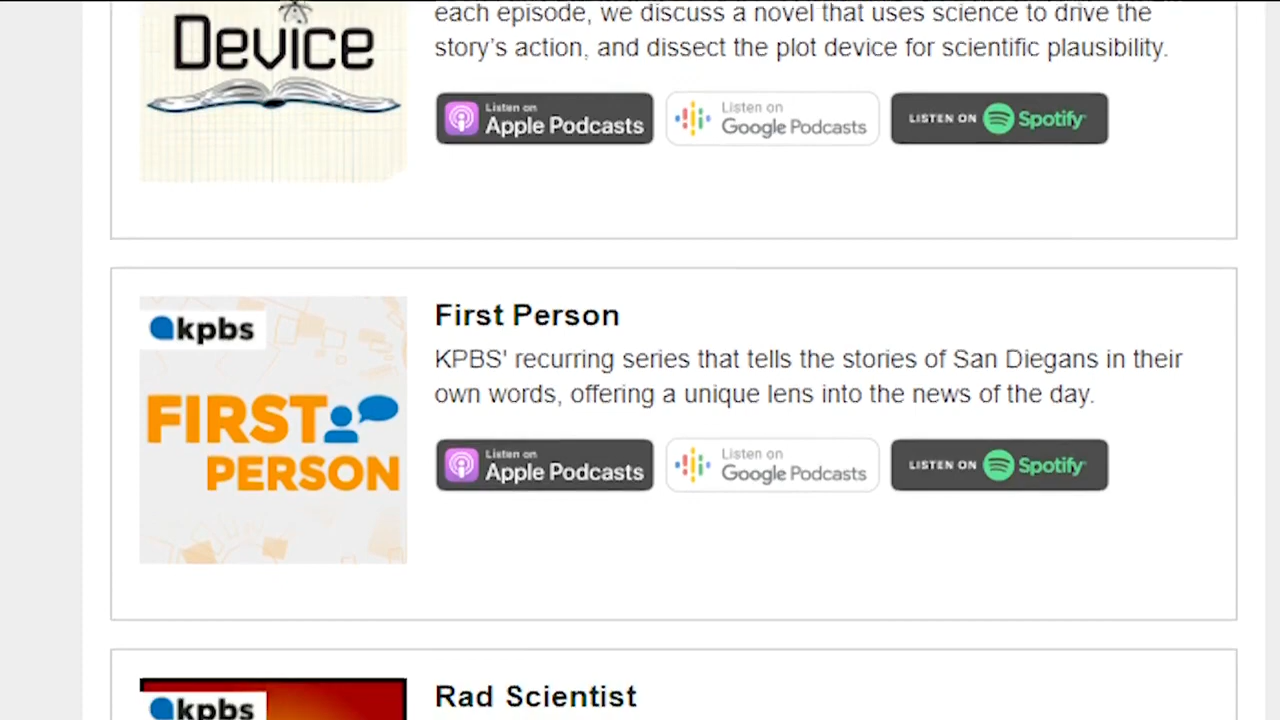 Device
each episode, we discuss a novel that uses science to drive the
story's action, and dissect the plot device for scientific plausibility.
Listen on
Apple Podcasts
Listen on
Google Podcasts
LISTEN ON Spotify
kpbs
FIRST
PERSON
First Person
KPBS' recurring series that tells the stories of San Diegans in their
own words, offering a unique lens into the news of the day.
Listen on
Apple Podcasts
Listen on
Google Podcasts
LISTEN ON Spotify
kpbs
Rad Scientist